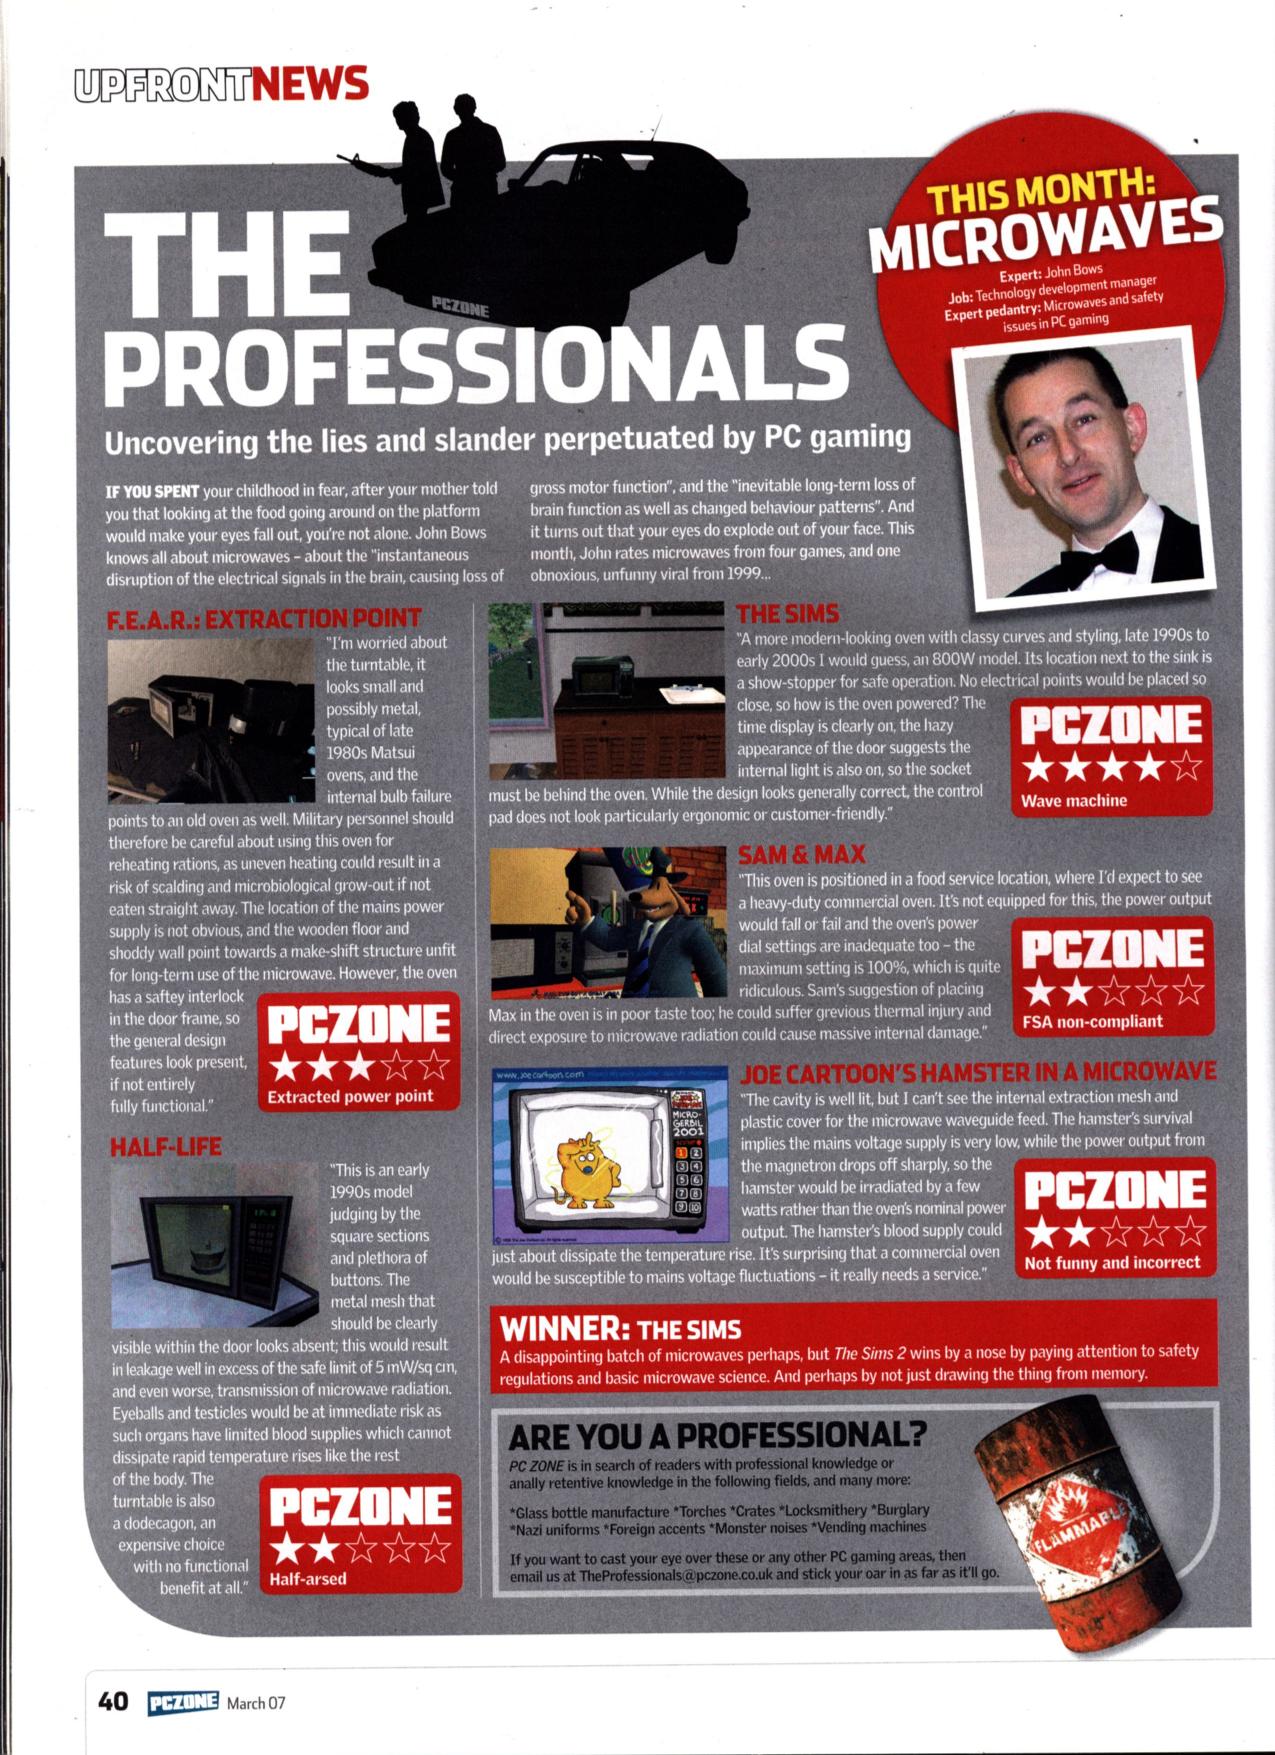 UPFRONTNEWS
THE
PROFESSIONALS
PCZONE
Uncovering the lies and slander perpetuated by PC gaming
THIS MONTH:
MICROWAVES
Expert: John Bows
Job: Technology development manager
Expert pedantry: Microwaves and safety
issues in PC gaming
IF YOU SPENT your childhood in fear, after your mother told
you that looking at the food going around on the platform
would make your eyes fall out, you're not alone. John Bows
knows all about microwaves – about the "instantaneous
disruption of the electrical signals in the brain, causing loss of
gross motor function", and the "inevitable long-term loss of
brain function as well as changed behaviour patterns". And
it turns out that your eyes do explode out of your face. This
month, John rates microwaves from four games, and one
obnoxious, unfunny viral from 1999...
F.E.A.R.: EXTRACTION POINT
"I'm worried about
the turntable, it
looks small and
possibly metal,
typical of late
1980s Matsui
ovens, and the
internal bulb failure
points to an old oven as well. Military personnel should
therefore be careful about using this oven for
reheating rations, as uneven heating could result in a
risk of scalding and microbiological grow-out if not
eaten straight away. The location of the mains power
supply is not obvious, and the wooden floor and
shoddy wall point towards a make-shift structure unfit
for long-term use of the microwave. However, the oven
has a saftey interlock
in the door frame, so
the general design
features look present,
if not entirely
fully functional."
PCZONE
Extracted power point
HALF-LIFE
"This is an early
1990s model
judging by the
square sections
and plethora of
buttons. The
metal mesh that
should be clearly
visible within the door looks absent; this would result
in leakage well in excess of the safe limit of 5 mW/sq cm,
and even worse, transmission of microwave radiation.
Eyeballs and testicles would be at immediate risk as
such organs have limited blood supplies which cannot
dissipate rapid temperature rises like the rest
of the body. The
turntable is also
a dodecagon, an
expensive choice
with no functional
benefit at all."
PCZONE
Half-arsed
THE SIMS
"A more modern-looking oven with classy curves and styling, late 1990s to
early 2000s I would guess, an 800W model. Its location next to the sink is
a show-stopper for safe operation. No electrical points would be placed so
close, so how is the oven powered? The
time display is clearly on, the hazy
appearance of the door suggests the
internal light is also on, so the socket
must be behind the oven. While the design looks generally correct, the control
pad does not look particularly ergonomic or customer-friendly."
PCZONE
Wave machine
SAM & MAX
"This oven is positioned in a food service location, where I'd expect to see
a heavy-duty commercial oven. It's not equipped for this, the power output
would fall or fail and the oven's power
dial settings are inadequate too – the
maximum setting is 100%, which is quite
ridiculous. Sam's suggestion of placing
Max in the oven is in poor taste too; he could suffer grevious thermal injury and
direct exposure to microwave radiation could cause massive internal damage."
PCZONE
FSA non-compliant
JOE CARTOON'S HAMSTER IN A MICROWAVE
www.joecartoon.com
MICRO-
GERBIL
2001
1 2
3 4
5 6
7 8
9 10
"The cavity is well lit, but I can't see the internal extraction mesh and
plastic cover for the microwave waveguide feed. The hamster's survival
implies the mains voltage supply is very low, while the power output from
the magnetron drops off sharply, so the
hamster would be irradiated by a few
watts rather than the oven's nominal power
output. The hamster's blood supply could
just about dissipate the temperature rise. It's surprising that a commercial oven
would be susceptible to mains voltage fluctuations – it really needs a service."
PCZONE
Not funny and incorrect
WINNER: THE SIMS
A disappointing batch of microwaves perhaps, but The Sims 2 wins by a nose by paying attention to safety
regulations and basic microwave science. And perhaps by not just drawing the thing from memory.
ARE YOU A PROFESSIONAL?
PC ZONE is in search of readers with professional knowledge or
anally retentive knowledge in the following fields, and many more:
*Glass bottle manufacture *Torches *Crates *Locksmithery *Burglary
*Nazi uniforms *Foreign accents *Monster noises *Vending machines
If you want to cast your eye over these or any other PC gaming areas, then
email us at TheProfessionals@pczone.co.uk and stick your oar in as far as it'll go.
FLAMMABLE
40 PCZONE March 07